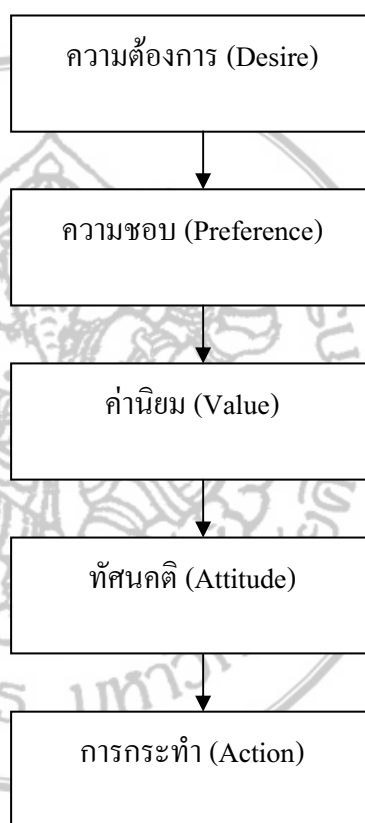 ความต้องการ (Desire)
ความชอบ (Preference)
ค่านิยม (Value)
ทัศนคติ (Attitude)
การกระทำ (Action)